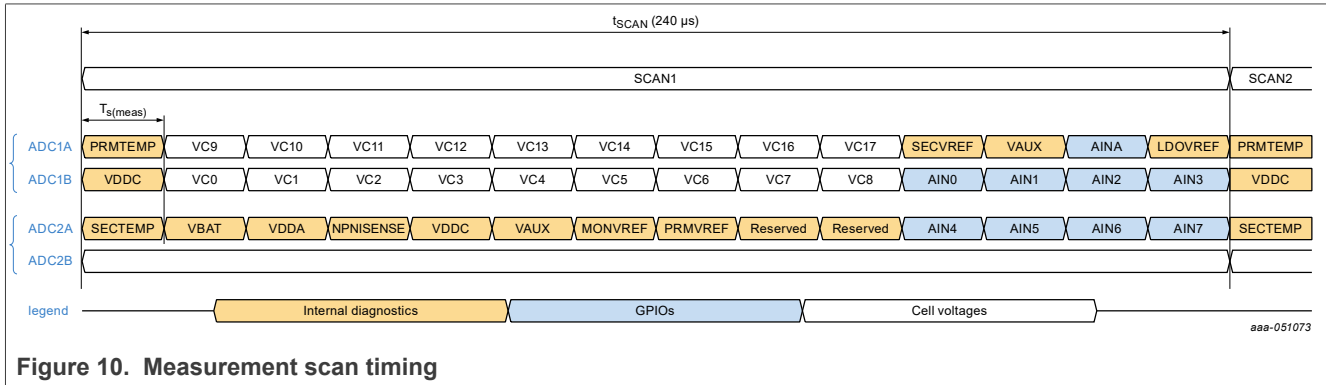 tSCAN (240 µs)
SCAN1 SCAN2
Ts(meas)
ADC1A PRMTEMP VC9 VC10 VC11 VC12 VC13 VC14 VC15 VC16 VC17 SECVREF VAUX AINA LDOVREF PRMTEMP
ADC1B VDDC VC0 VC1 VC2 VC3 VC4 VC5 VC6 VC7 VC8 AIN0 AIN1 AIN2 AIN3 VDDC
ADC2A SECTEMP VBAT VDDA NPNISENSE VDDC VAUX MONVREF PRMVREF Reserved Reserved AIN4 AIN5 AIN6 AIN7 SECTEMP
ADC2B
legend Internal diagnostics GPIOs Cell voltages
aaa-051073
Figure 10. Measurement scan timing